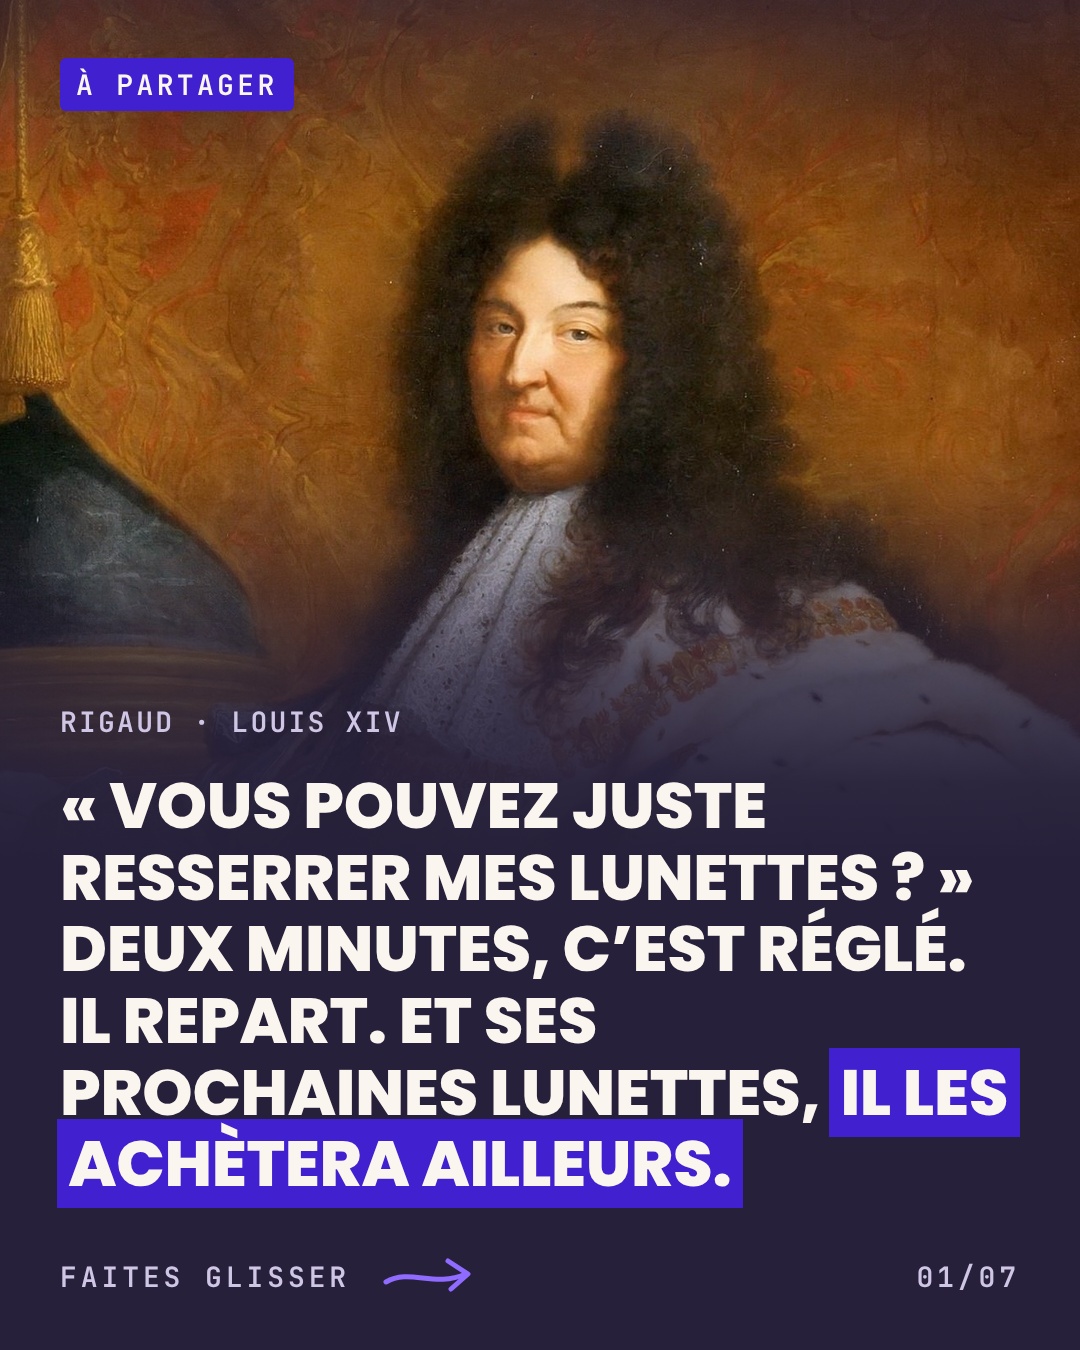 À PARTAGER
RIGAUD · LOUIS XIV
« VOUS POUVEZ JUSTE
RESSERRER MES LUNETTES ? »
DEUX MINUTES, C’EST RÉGLÉ.
IL REPART. ET SES
PROCHAINES LUNETTES, IL LES
ACHÈTERA AILLEURS.
FAITES GLISSER
01/07